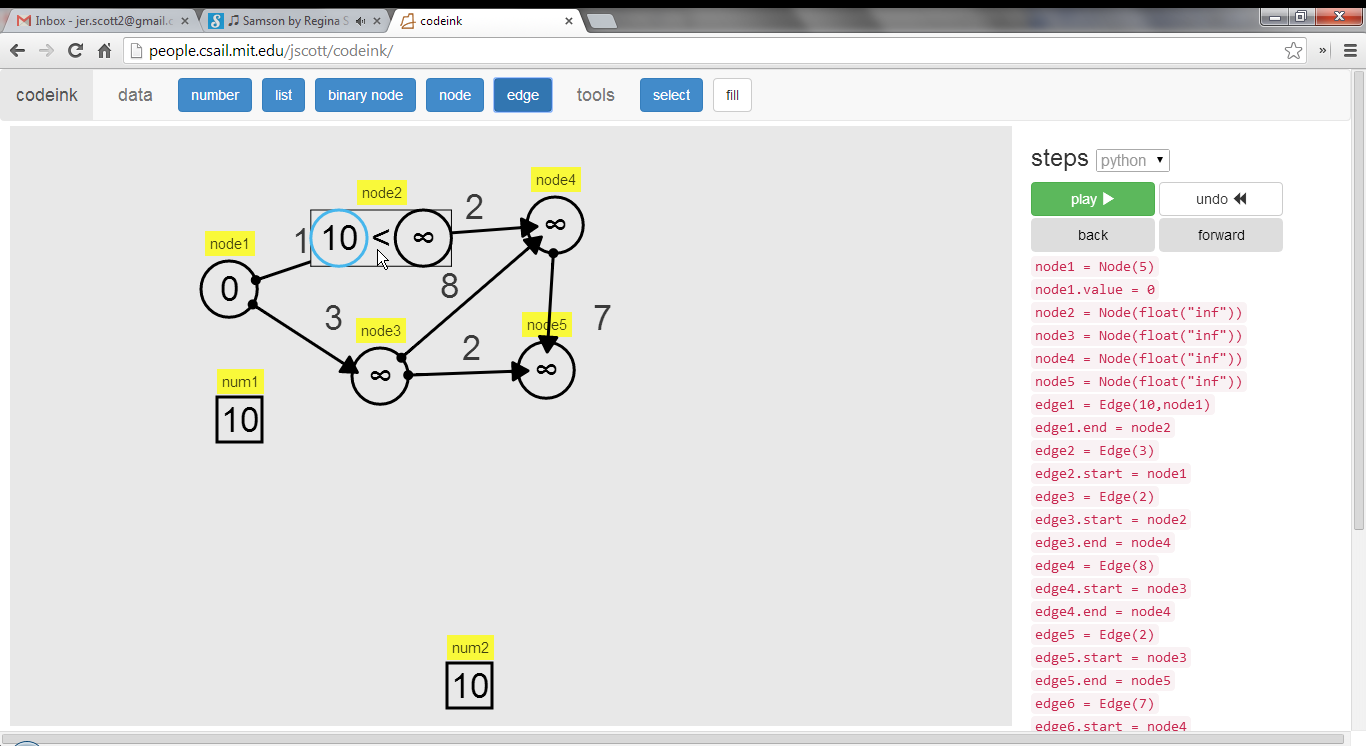 Inbox - jer.scott2@gmail.c
Samson by Regina S
codeink
people.csail.mit.edu/jscott/codeink/
codeink data number list binary node node edge tools select fill
steps python
play undo
back forward
node1 = Node(5)
node1.value = 0
node2 = Node(float("inf"))
node3 = Node(float("inf"))
node4 = Node(float("inf"))
node5 = Node(float("inf"))
edge1 = Edge(10,node1)
edge1.end = node2
edge2 = Edge(3)
edge2.start = node1
edge3 = Edge(2)
edge3.start = node2
edge3.end = node4
edge4 = Edge(8)
edge4.start = node3
edge4.end = node4
edge5 = Edge(2)
edge5.start = node3
edge5.end = node5
edge6 = Edge(7)
edge6.start = node4
node4
node2
2
∞
node1
1
10 < ∞
0
8
3
node3
node5
7
2
∞
∞
num1
10
num2
10